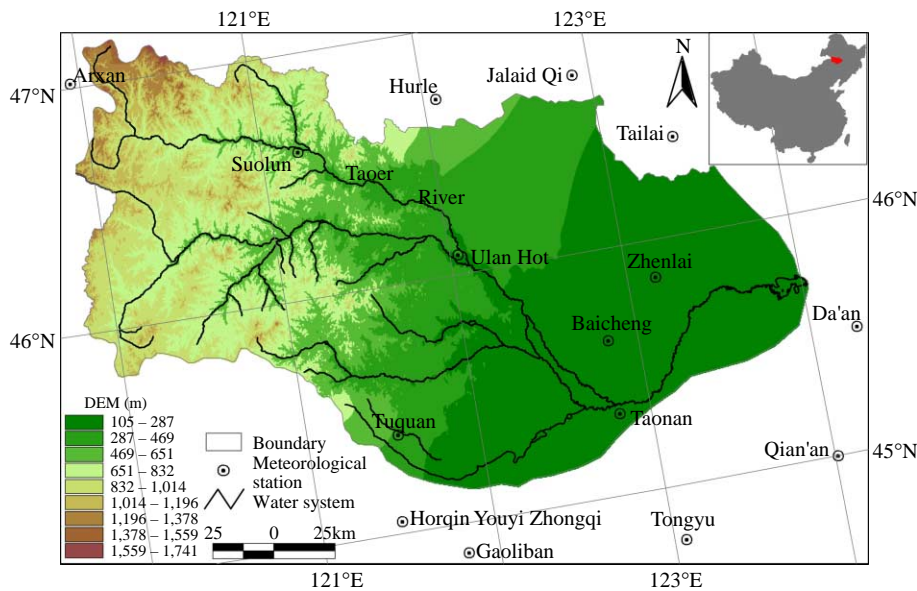 121°E
123°E
N
Arxan
47°N
Hurle
Jalaid Qi
Tailai
Suolun
Taoer
River
46°N
Ulan Hot
Zhenlai
Baicheng
Da'an
46°N
DEM (m)
105 – 287
287 – 469
469 – 651
651 – 832
832 – 1,014
1,014 – 1,196
1,196 – 1,378
1,378 – 1,559
1,559 – 1,741
Boundary
Meteorological
station
Water system
25 0 25km
Tuquan
Taonan
Qian'an
45°N
Horqin Youyi Zhongqi
Tongyu
Gaoliban
121°E
123°E